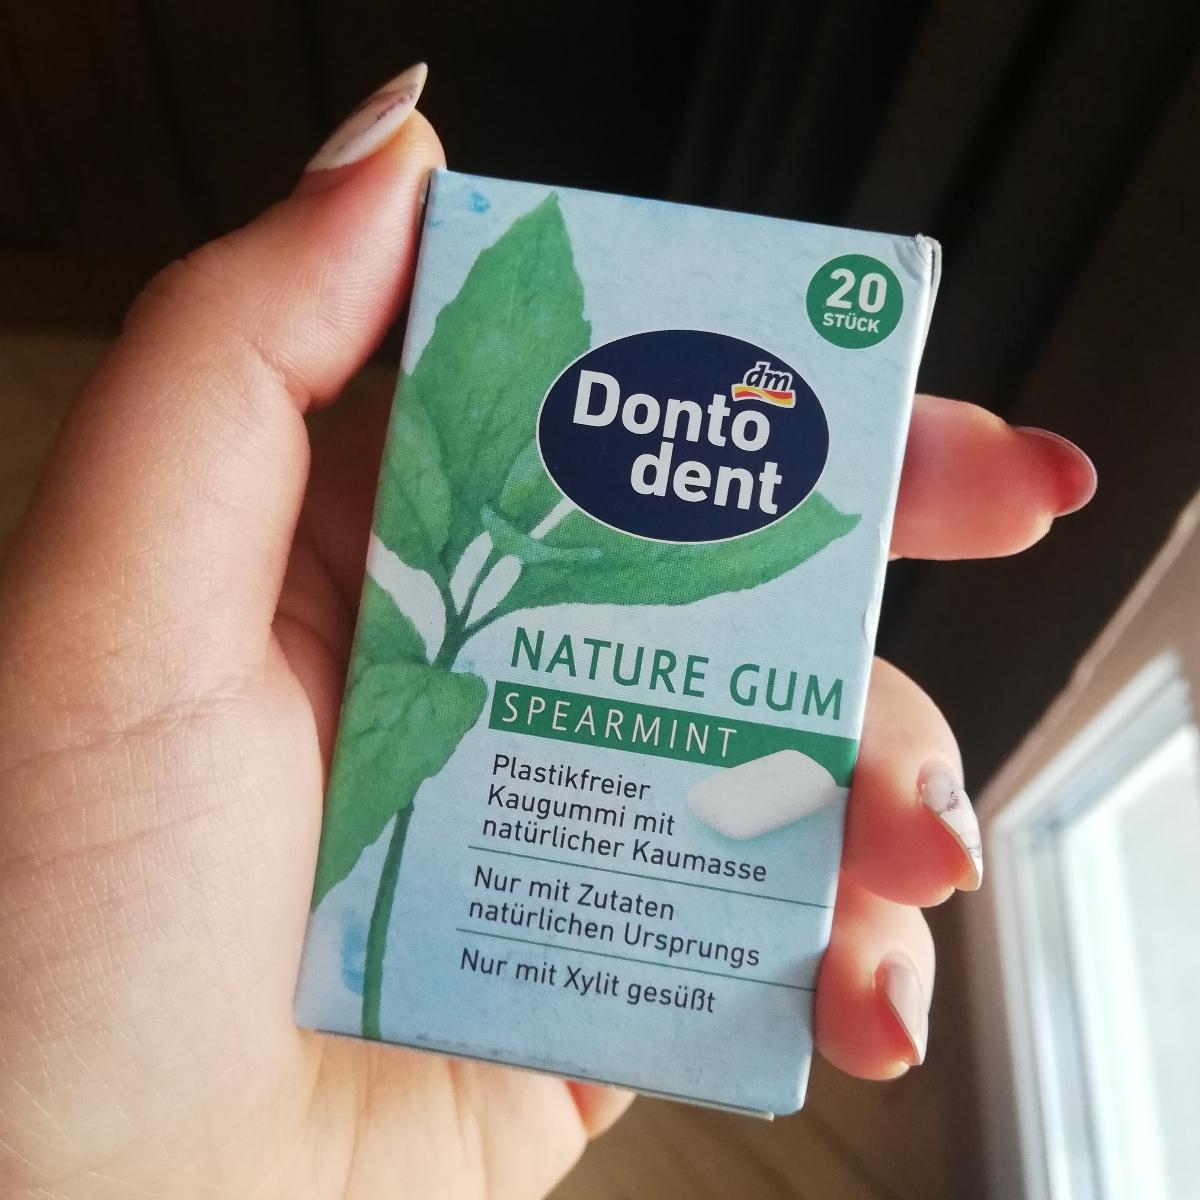 20
STÜCK
dm
Donto
dent
NATURE GUM
SPEARMINT
Plastikfreier
Kaugummi mit
natürlicher Kaumasse
Nur mit Zutaten
natürlichen Ursprungs
Nur mit Xylit gesüßt